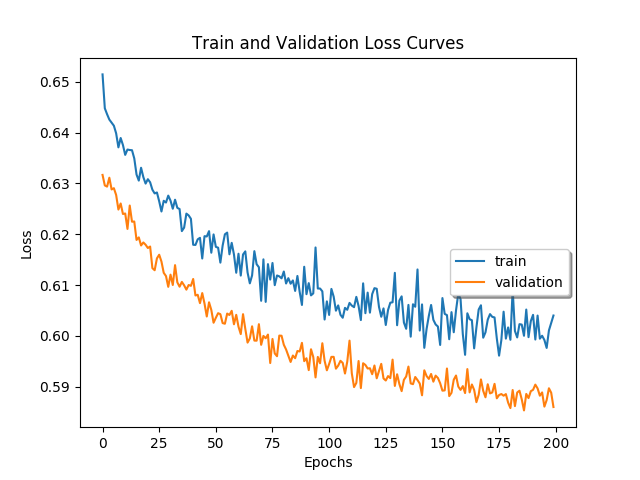 Train and Validation Loss Curves
Loss
0.65
0.64
0.63
0.62
0.61
0.60
0.59
train
validation
0 25 50 75 100 125 150 175 200
Epochs